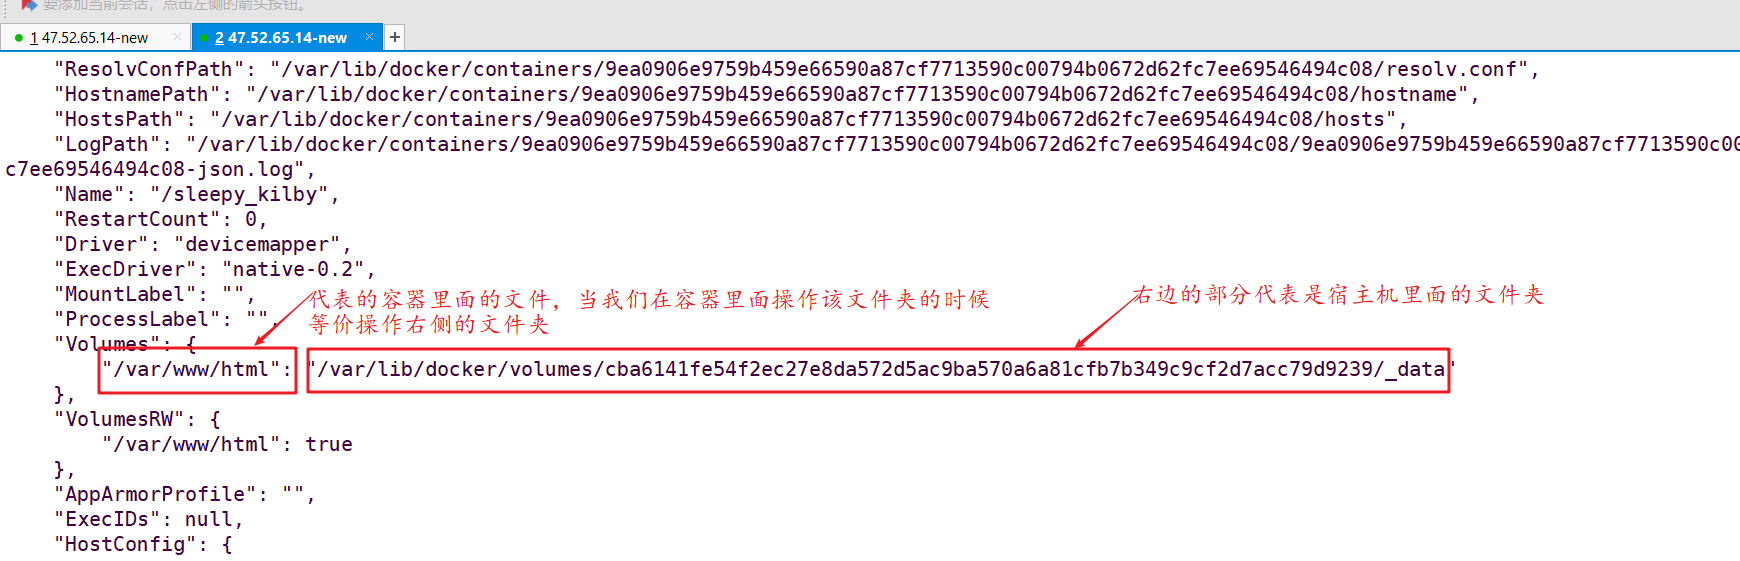 要添加当前会话，点击左侧的箭头按钮。
1 47.52.65.14-new × 2 47.52.65.14-new × +
"ResolvConfPath": "/var/lib/docker/containers/9ea0906e9759b459e66590a87cf7713590c00794b0672d62fc7ee69546494c08/resolv.conf",
"HostnamePath": "/var/lib/docker/containers/9ea0906e9759b459e66590a87cf7713590c00794b0672d62fc7ee69546494c08/hostname",
"HostsPath": "/var/lib/docker/containers/9ea0906e9759b459e66590a87cf7713590c00794b0672d62fc7ee69546494c08/hosts",
"LogPath": "/var/lib/docker/containers/9ea0906e9759b459e66590a87cf7713590c00794b0672d62fc7ee69546494c08/9ea0906e9759b459e66590a87cf7713590c00
c7ee69546494c08-json.log",
"Name": "/sleepy_kilby",
"RestartCount": 0,
"Driver": "devicemapper",
"ExecDriver": "native-0.2",
"MountLabel": "",
代表的容器里面的文件，当我们在容器里面操作该文件夹的时候
等价操作右侧的文件夹
右边的部分代表是宿主机里面的文件夹
"ProcessLabel": "",
"Volumes": {
"/var/www/html": "/var/lib/docker/volumes/cba6141fe54f2ec27e8da572d5ac9ba570a6a81cfb7b349c9cf2d7acc79d9239/_data"
},
"VolumesRW": {
"/var/www/html": true
},
"AppArmorProfile": "",
"ExecIDs": null,
"HostConfig": {